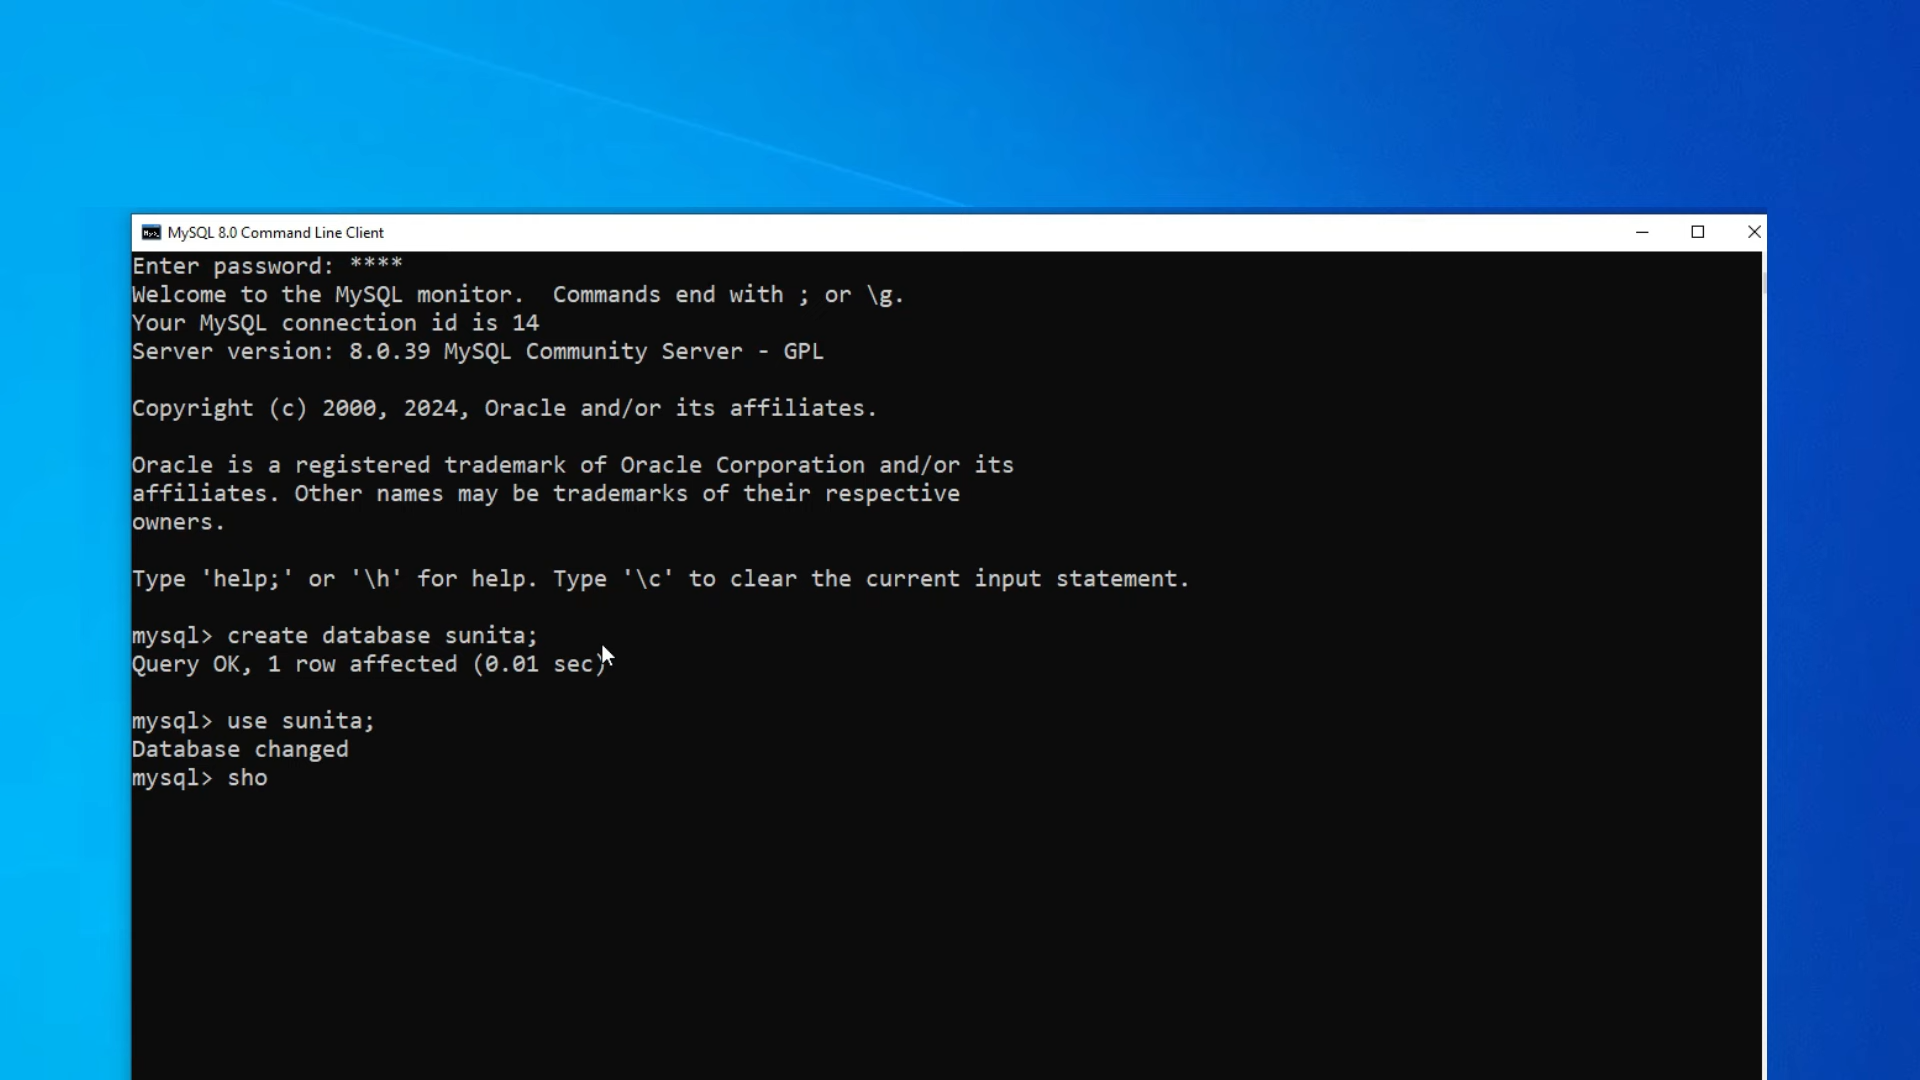 MySQL 8.0 Command Line Client
Enter password: ****
Welcome to the MySQL monitor.  Commands end with ; or \g.
Your MySQL connection id is 14
Server version: 8.0.39 MySQL Community Server - GPL
Copyright (c) 2000, 2024, Oracle and/or its affiliates.
Oracle is a registered trademark of Oracle Corporation and/or its
affiliates. Other names may be trademarks of their respective
owners.
Type 'help;' or '\h' for help. Type '\c' to clear the current input statement.
mysql> create database sunita;
Query OK, 1 row affected (0.01 sec)
mysql> use sunita;
Database changed
mysql> sho